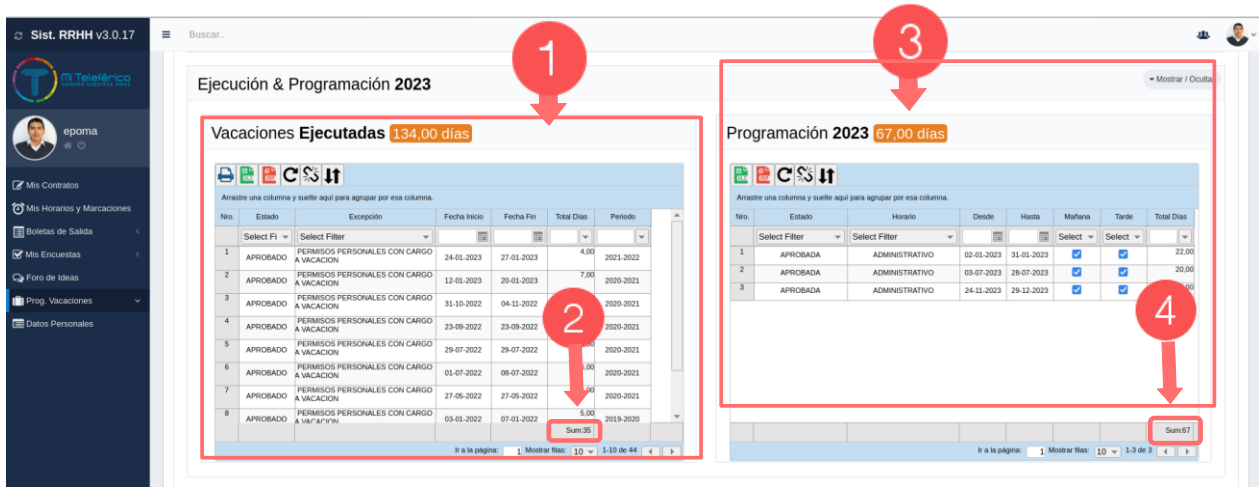 Sist. RRHH v3.0.17
Buscar..
1
3
Mi Teleférico
UNIENDO NUESTRAS VIDAS
epoma
Mis Contratos
Mis Horarios y Marcaciones
Boletas de Salida
Mis Encuestas
Foro de Ideas
Prog. Vacaciones
Datos Personales
Ejecución & Programación 2023
Mostrar / Ocultar
Vacaciones Ejecutadas 134,00 días
Arrastre una columna y suelte aquí para agrupar por esa columna.
Nro. Estado Excepción Fecha Inicio Fecha Fin Total Dias Periodo
Select Fi Select Filter
1 APROBADO PERMISOS PERSONALES CON CARGO A VACACION 24-01-2023 27-01-2023 4,00 2021-2022
2 APROBADO PERMISOS PERSONALES CON CARGO A VACACION 12-01-2023 20-01-2023 7,00 2020-2021
3 APROBADO PERMISOS PERSONALES CON CARGO A VACACION 31-10-2022 04-11-2022 2020-2021
4 APROBADO PERMISOS PERSONALES CON CARGO A VACACION 23-09-2022 23-09-2022 2020-2021
5 APROBADO PERMISOS PERSONALES CON CARGO A VACACION 29-07-2022 29-07-2022 2020-2021
6 APROBADO PERMISOS PERSONALES CON CARGO A VACACION 01-07-2022 08-07-2022 ,00 2020-2021
7 APROBADO PERMISOS PERSONALES CON CARGO A VACACION 27-05-2022 27-05-2022 2020-2021
8 APROBADO PERMISOS PERSONALES CON CARGO A VACACION 03-01-2022 07-01-2022 5,00 2019-2020
2
Sum:35
Ir a la página: 1 Mostrar filas: 10 1-10 de 44
Programación 2023 67,00 días
Arrastre una columna y suelte aquí para agrupar por esa columna.
Nro. Estado Horario Desde Hasta Mañana Tarde Total Dias
Select Filter Select Filter Select Select
1 APROBADA ADMINISTRATIVO 02-01-2023 31-01-2023 22,00
2 APROBADA ADMINISTRATIVO 03-07-2023 28-07-2023 20,00
3 APROBADA ADMINISTRATIVO 24-11-2023 29-12-2023
4
Sum:67
Ir a la página: 1 Mostrar filas: 10 1-3 de 3